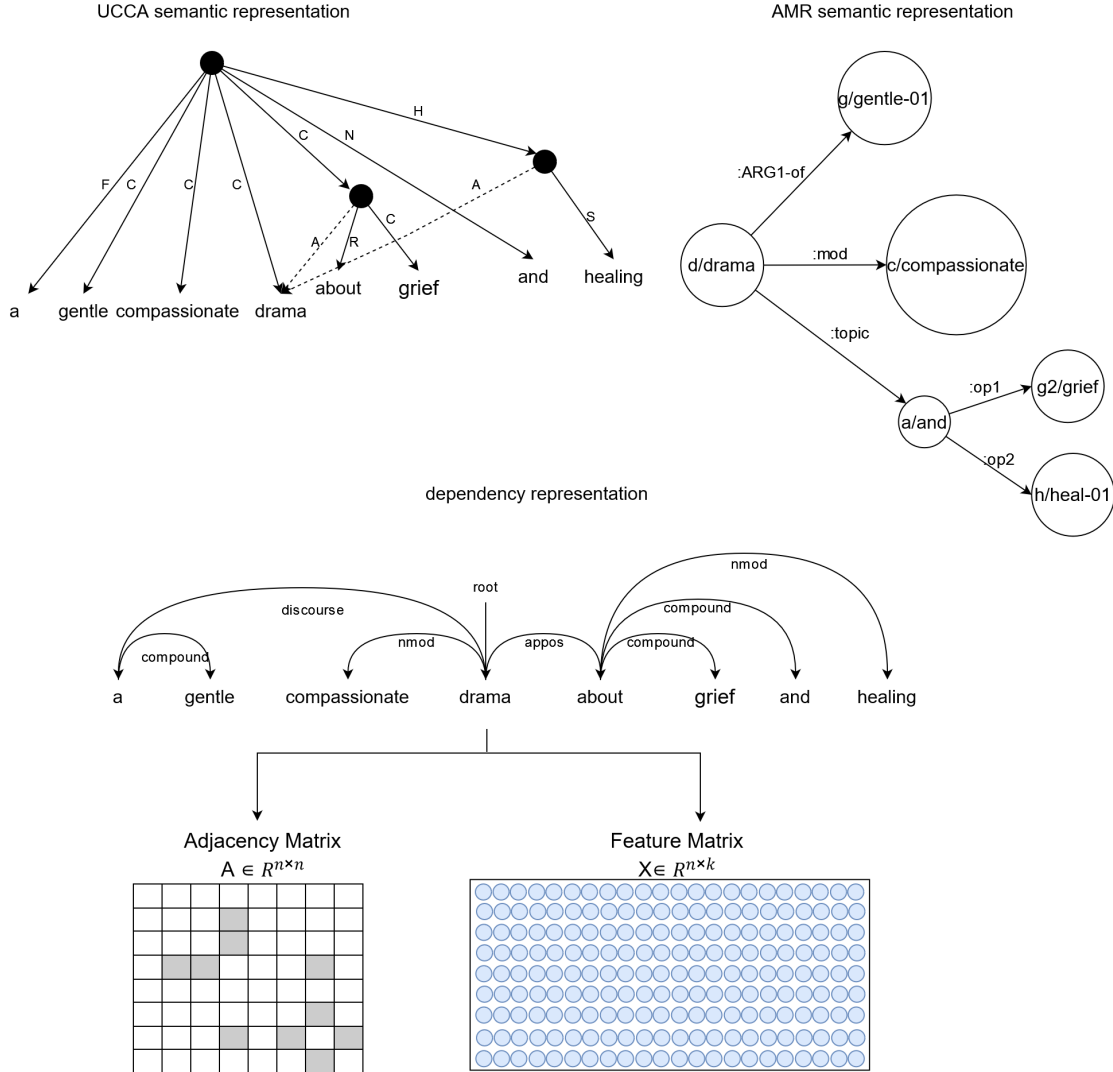 UCCA semantic representation
H
F
C
C
C
C
N
A
A
R
C
S
a
gentle
compassionate
drama
about
grief
and
healing
AMR semantic representation
g/gentle-01
:ARG1-of
d/drama
:mod
c/compassionate
:topic
a/and
:op1
g2/grief
:op2
h/heal-01
dependency representation
discourse
compound
nmod
root
appos
compound
compound
nmod
a
gentle
compassionate
drama
about
grief
and
healing
Adjacency Matrix
A ∈ R^{n×n}
Feature Matrix
X∈ R^{n×k}